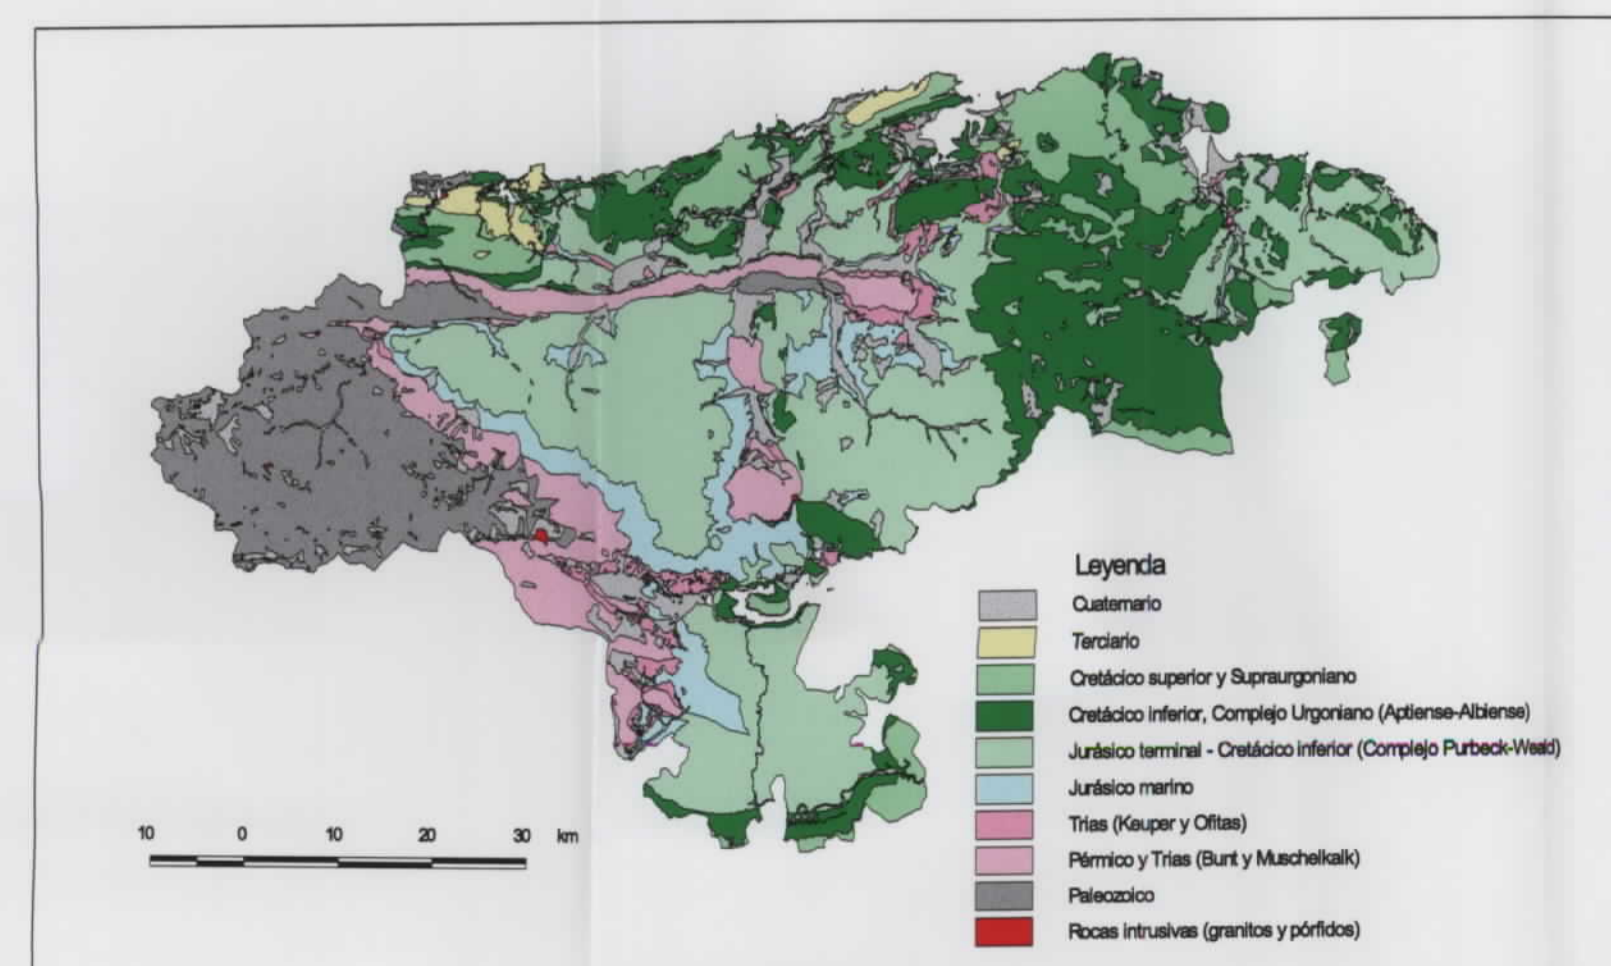 Leyenda
Cuaternario
Terciario
Cretácico superior y Supraurgoniano
Cretácico inferior, Complejo Urgoniano (Aptiense-Albiense)
Jurásico terminal - Cretácico inferior (Complejo Purbeck-Weald)
Jurásico marino
Trias (Keuper y Ofitas)
Pérmico y Trias (Bunt y Muschelkalk)
Paleozoico
Rocas intrusivas (granitos y pórfidos)
10 0 10 20 30 km